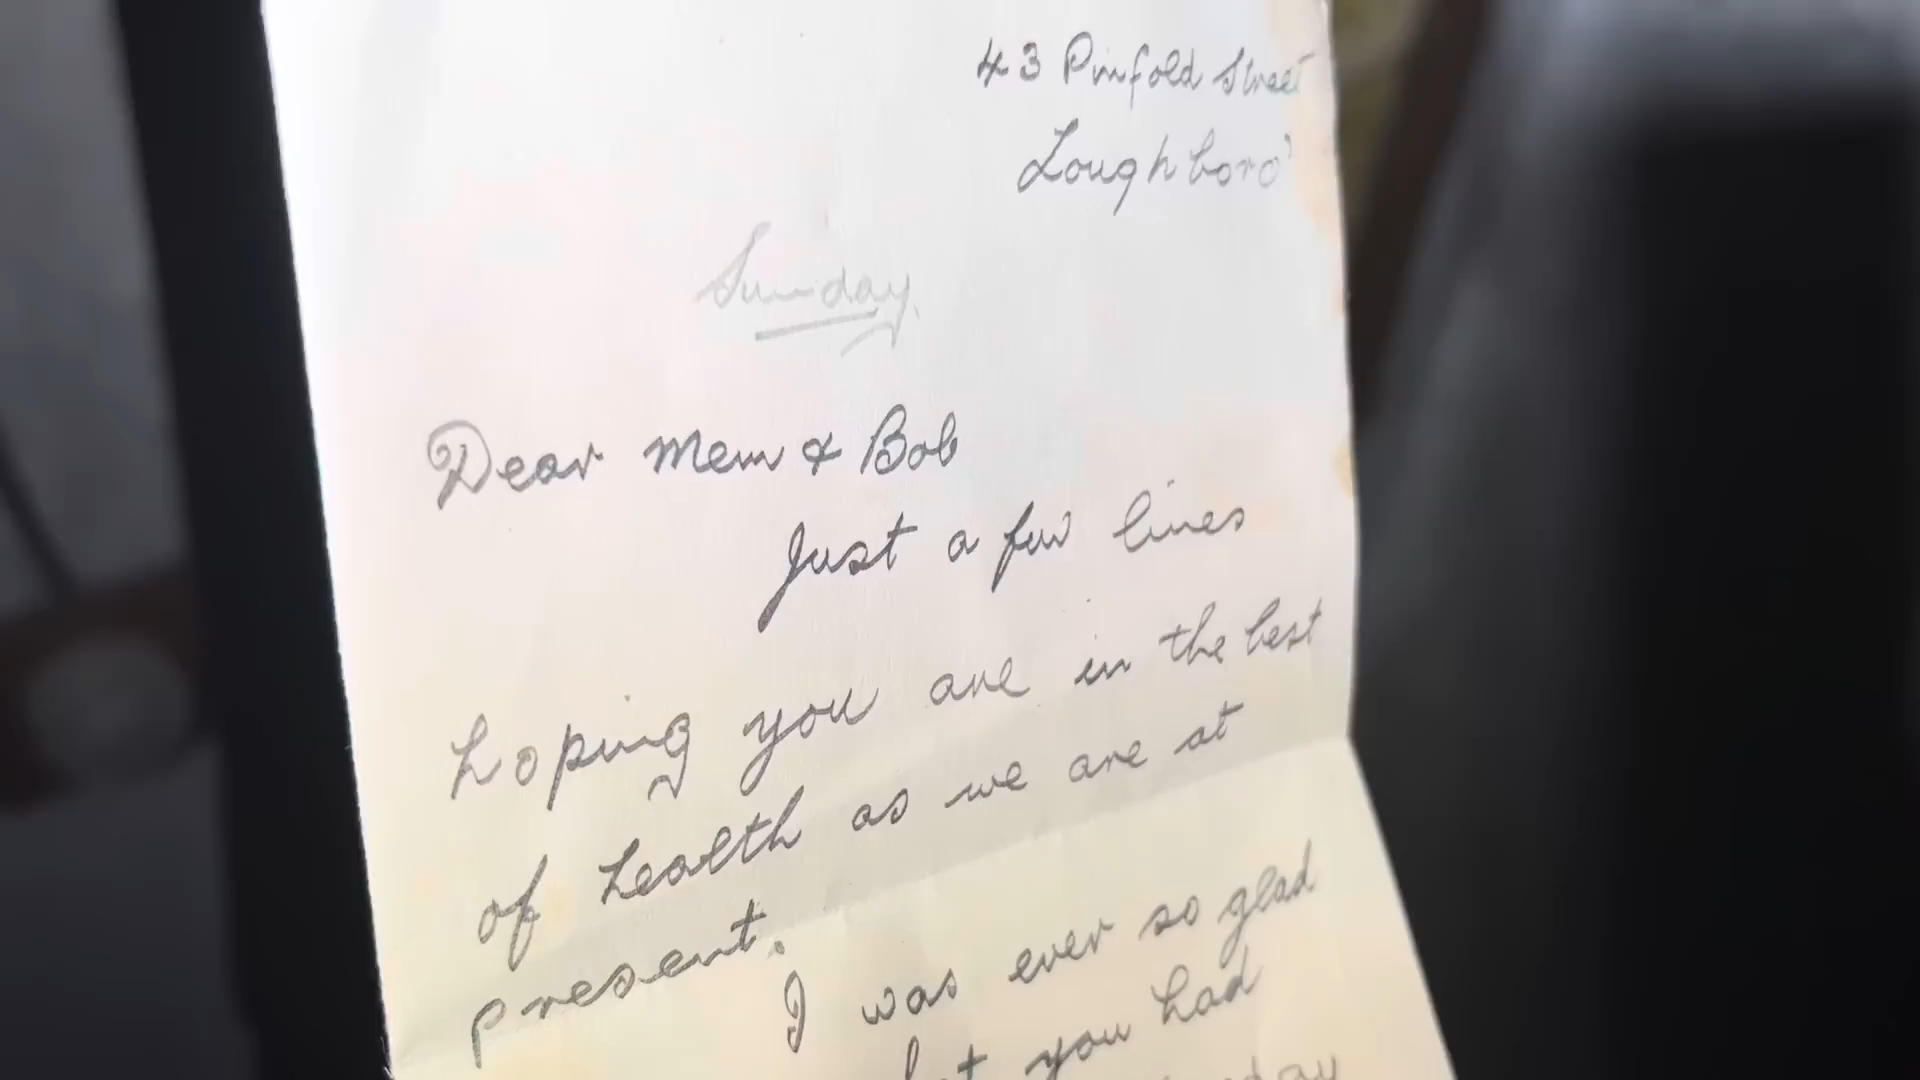 43 Pinfold Street
Loughboro'
Sunday.
Dear Mem & Bob
Just a few lines
hoping you are in the best
of health as we are at
present.
I was ever so glad
you had